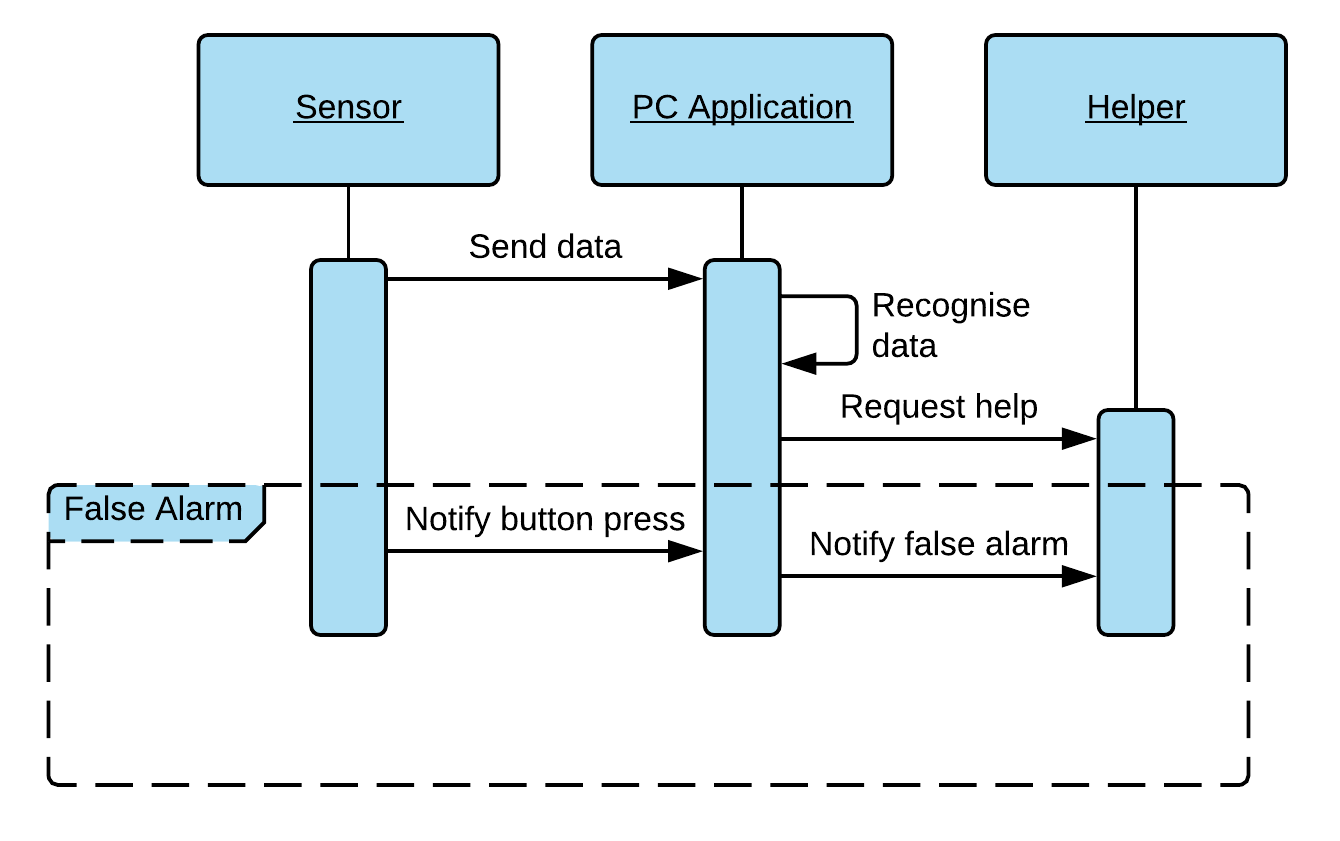 Sensor
PC Application
Helper
Send data
Recognise
data
Request help
False Alarm
Notify button press
Notify false alarm